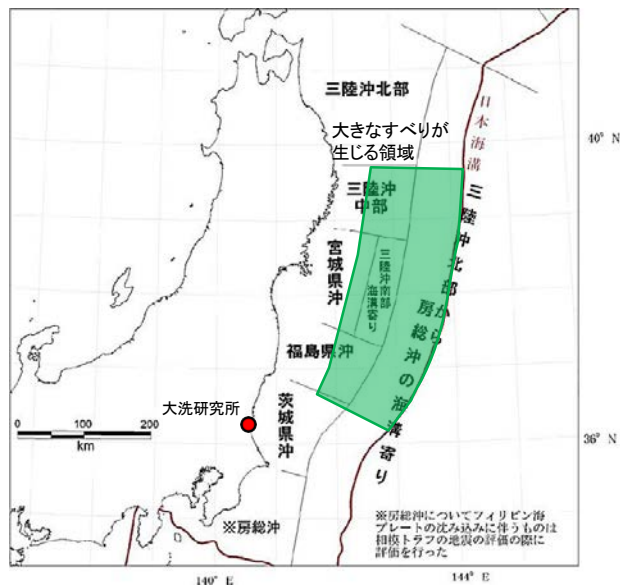 三陸沖北部
日本海溝
40°N
大きなすべりが
生じる領域
三陸沖
中部
三陸沖北部から
房総沖の海溝寄り
宮城県沖
三陸沖南部
海溝寄り
福島県沖
大洗研究所
茨城県沖
0 50 100 200
km
36°N
※房総沖
※房総沖についてフィリピン海
プレートの沈み込みに伴うものは
相模トラフの地震の評価の際に
評価を行った
140°E
144°E